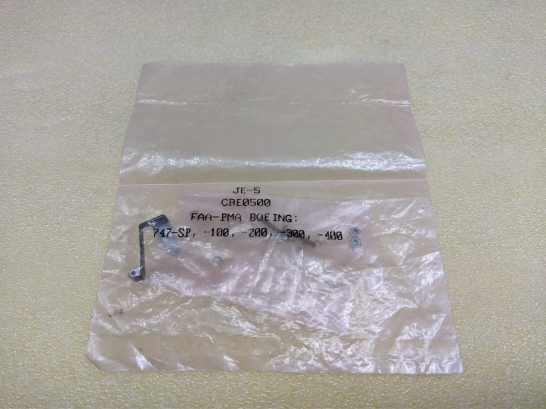 JE-5
CBE0500
FAA-PMA BOEING:
747-SP, -100, -200, -300, -400